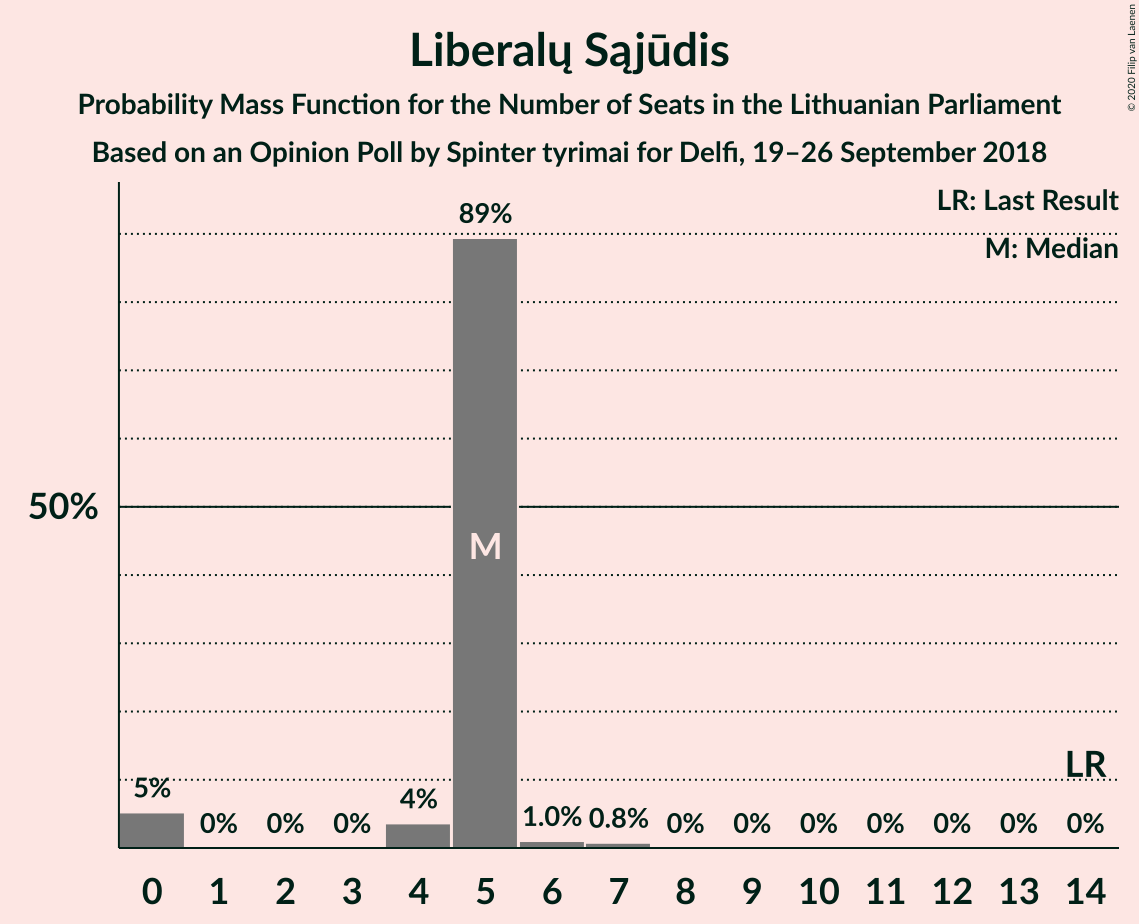 © 2020 Filip van Laenen
Liberalų Sąjūdis
Probability Mass Function for the Number of Seats in the Lithuanian Parliament
Based on an Opinion Poll by Spinter tyrimai for Delfi, 19–26 September 2018
LR: Last Result
M: Median
89%
50%
M
LR
5% 0% 0% 0% 4% 1.0% 0.8% 0% 0% 0% 0% 0% 0% 0%
0 1 2 3 4 5 6 7 8 9 10 11 12 13 14